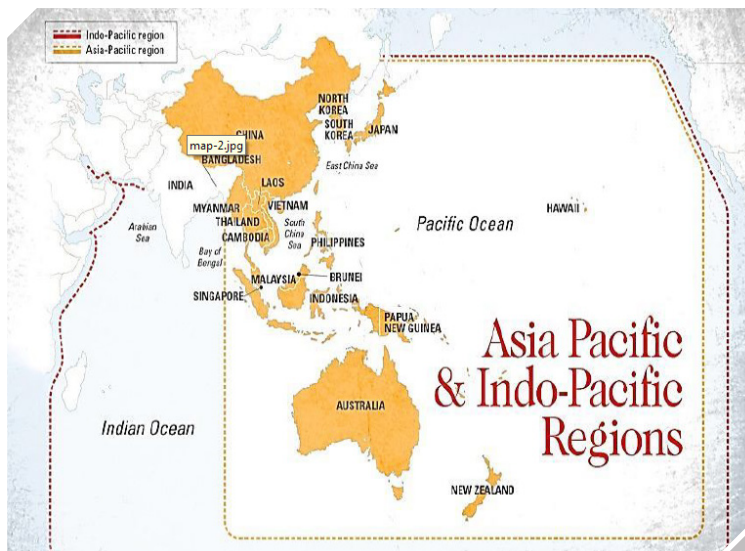 Indo-Pacific region
Asia-Pacific region
NORTH
KOREA
SOUTH
KOREA
JAPAN
CHINA
map-2.jpg
BANGLADESH
East China Sea
INDIA
LAOS
MYANMAR
VIETNAM
THAILAND
CAMBODIA
South
China
Sea
Arabian
Sea
Bay of
Bengal
PHILIPPINES
Pacific Ocean
HAWAII
MALAYSIA
BRUNEI
SINGAPORE
INDONESIA
PAPUA
NEW GUINEA
Asia Pacific
& Indo-Pacific
Regions
AUSTRALIA
Indian Ocean
NEW ZEALAND